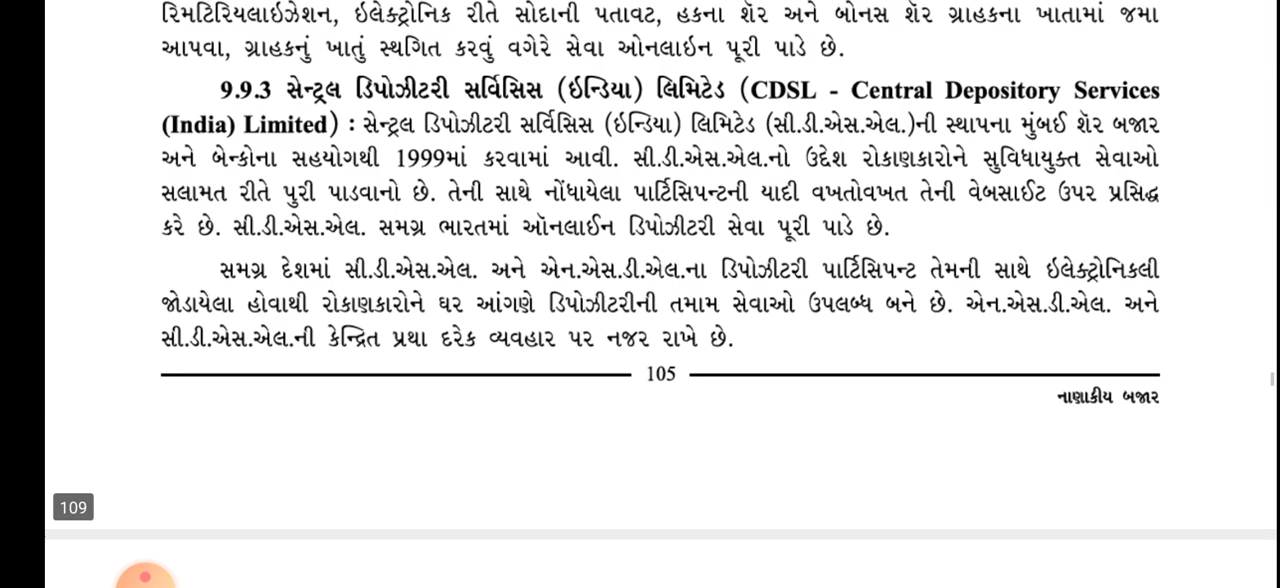 રિમટિરિયલાઇઝેશન, ઇલેક્ટ્રોનિક રીતે સોદાની પતાવટ, હકના શૅર અને બોનસ શૅર ગ્રાહકના ખાતામાં જમા
આપવા, ગ્રાહકનું ખાતું સ્થગિત કરવું વગેરે સેવા ઓનલાઇન પૂરી પાડે છે.
9.9.3 સેન્ટ્રલ ડિપોઝીટરી સર્વિસિસ (ઇન્ડિયા) લિમિટેડ (CDSL - Central Depository Services
(India) Limited) : સેન્ટ્રલ ડિપોઝીટરી સર્વિસિસ (ઇન્ડિયા) લિમિટેડ (સી.ડી.એસ.એલ.)ની સ્થાપના મુંબઈ શૅર બજાર
અને બેન્કોના સહયોગથી 1999માં કરવામાં આવી. સી.ડી.એસ.એલ.નો ઉદ્દેશ રોકાણકારોને સુવિધાયુક્ત સેવાઓ
સલામત રીતે પુરી પાડવાનો છે. તેની સાથે નોંધાયેલા પાર્ટિસિપન્ટની યાદી વખતોવખત તેની વેબસાઈટ ઉપર પ્રસિદ્ધ
કરે છે. સી.ડી.એસ.એલ. સમગ્ર ભારતમાં ઑનલાઈન ડિપોઝીટરી સેવા પૂરી પાડે છે.
સમગ્ર દેશમાં સી.ડી.એસ.એલ. અને એન.એસ.ડી.એલ.ના ડિપોઝીટરી પાર્ટિસિપન્ટ તેમની સાથે ઇલેક્ટ્રોનિકલી
જોડાયેલા હોવાથી રોકાણકારોને ઘર આંગણે ડિપોઝીટરીની તમામ સેવાઓ ઉપલબ્ધ બને છે. એન.એસ.ડી.એલ. અને
સી.ડી.એસ.એલ.ની કેન્દ્રિત પ્રથા દરેક વ્યવહાર પર નજર રાખે છે.
105
નાણાકીય બજાર
109